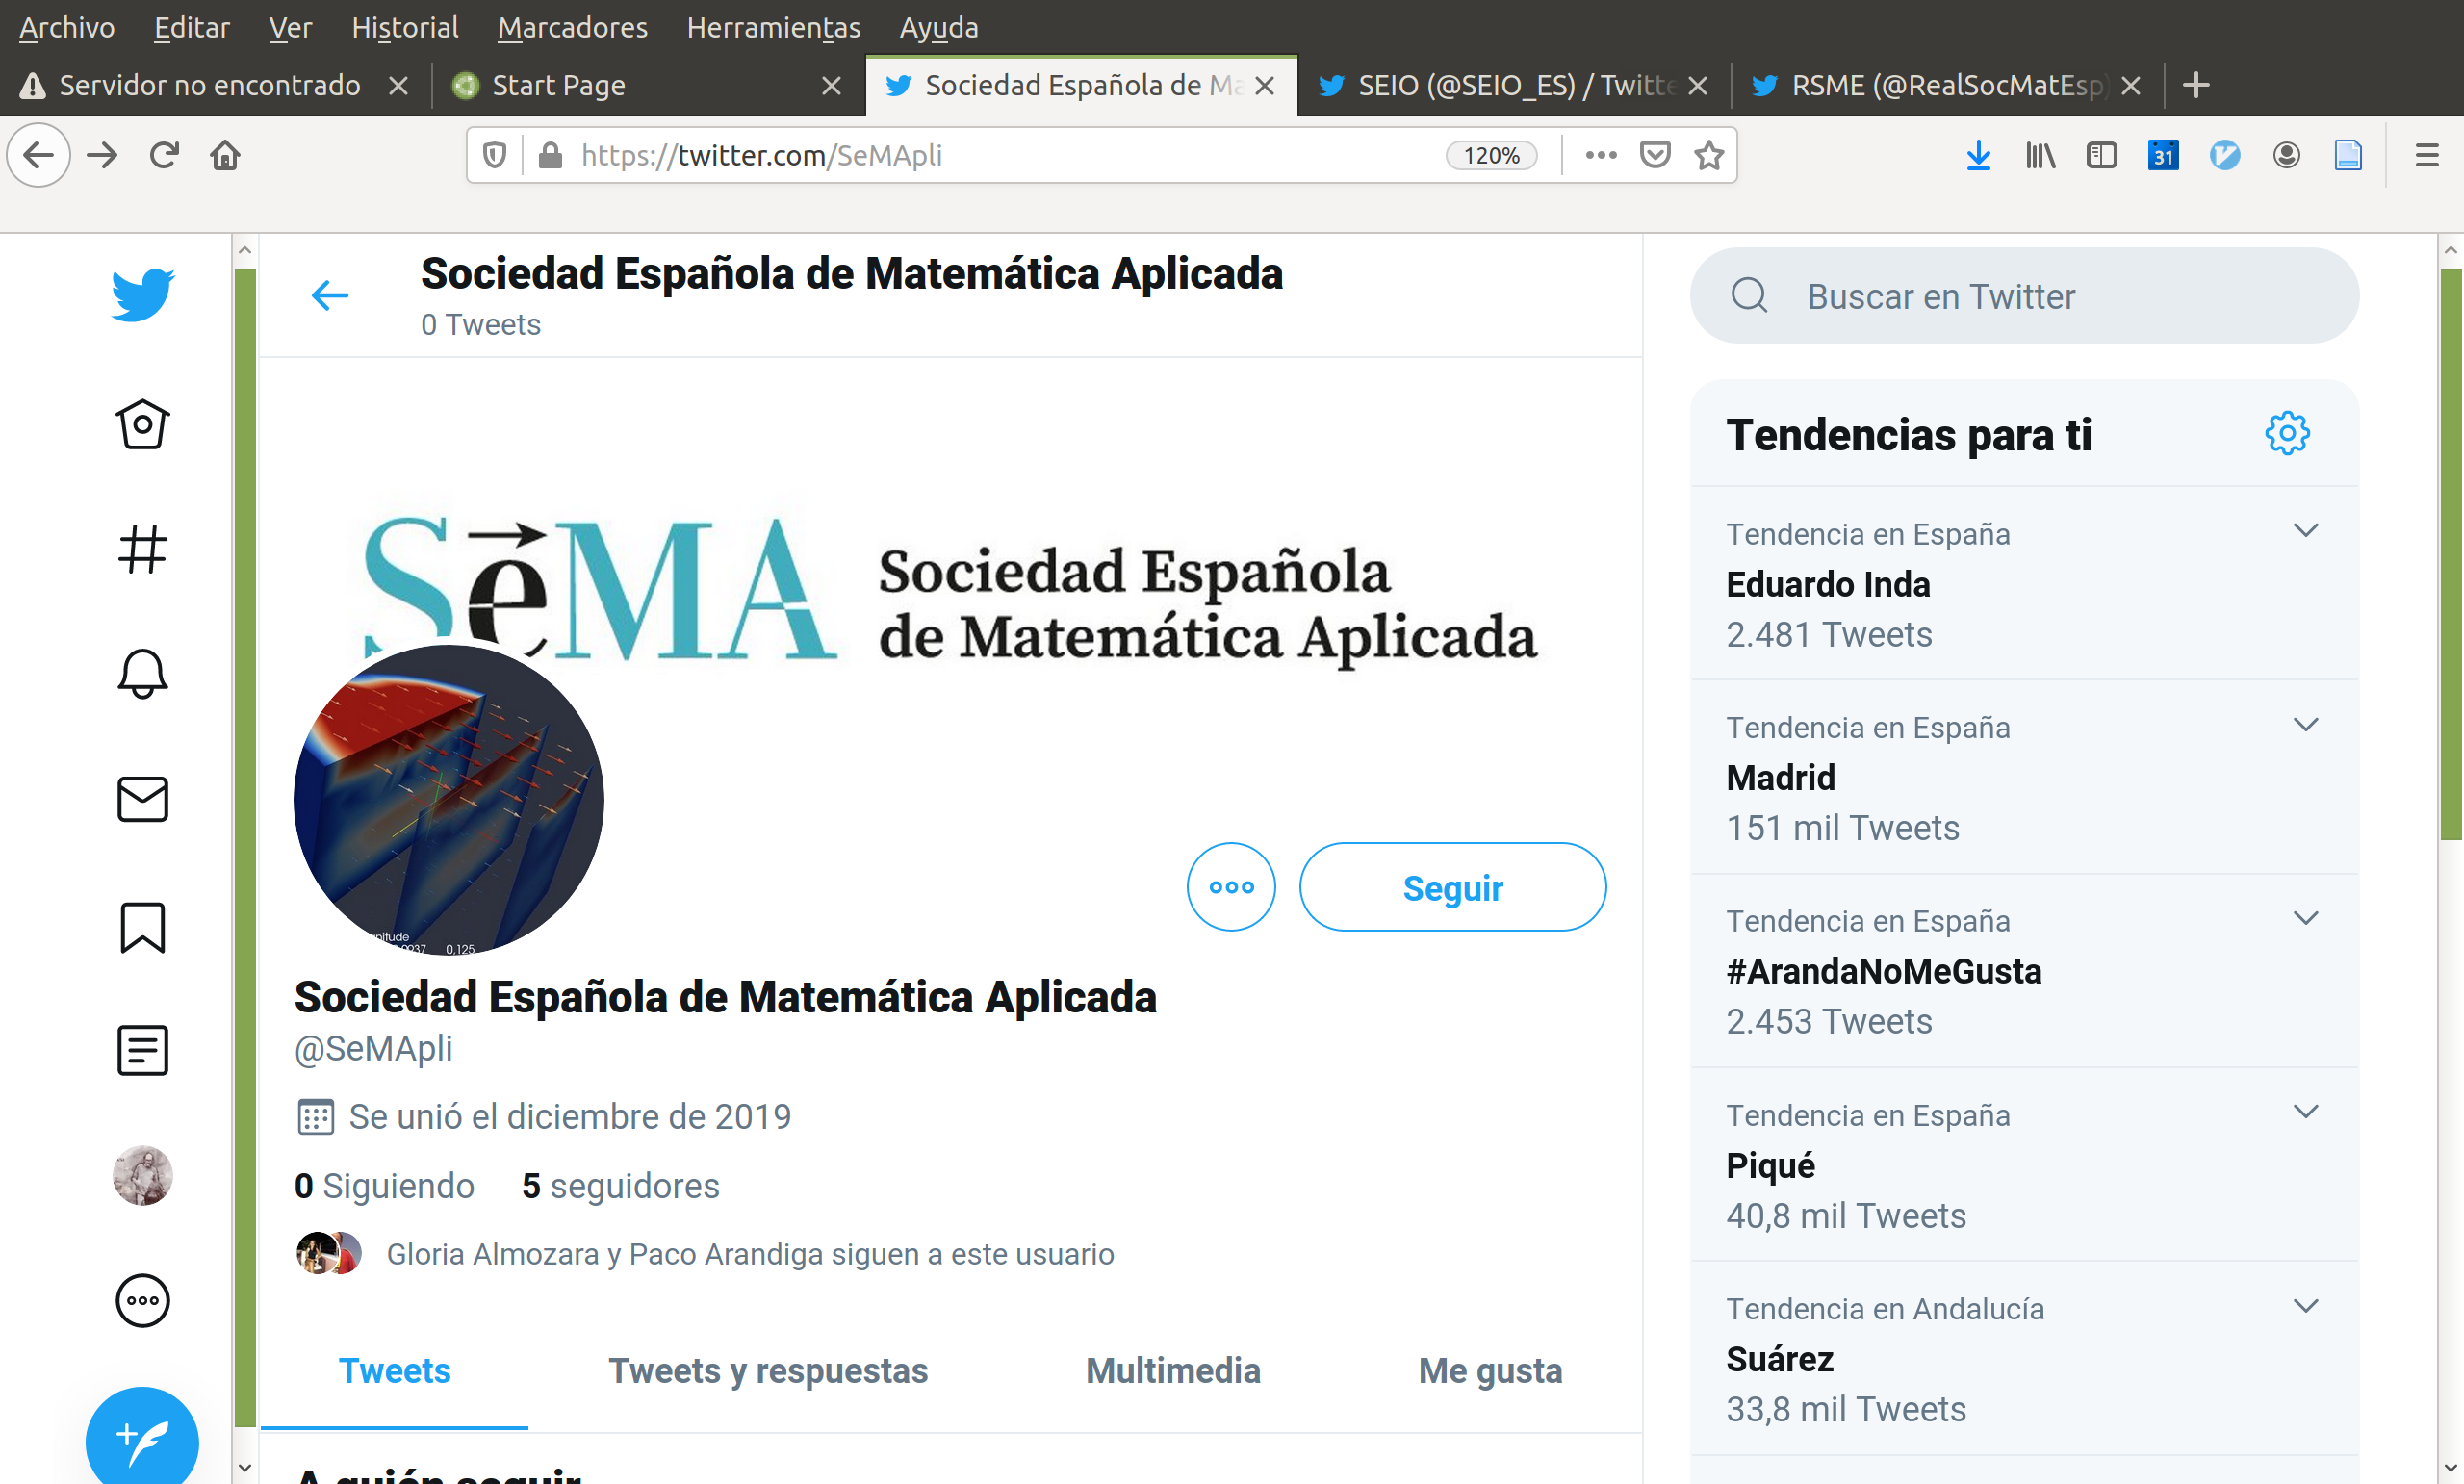 Archivo Editar Ver Historial Marcadores Herramientas Ayuda
Servidor no encontrado
Start Page
Sociedad Española de Ma
SEIO (@SEIO_ES) / Twitte
RSME (@RealSocMatEsp)
https://twitter.com/SeMApli
120%
31
Sociedad Española de Matemática Aplicada
0 Tweets
SeMA
Sociedad Española
de Matemática Aplicada
0,125
Seguir
Sociedad Española de Matemática Aplicada
@SeMApli
Se unió el diciembre de 2019
0 Siguiendo 5 seguidores
Gloria Almozara y Paco Arandiga siguen a este usuario
Tweets Tweets y respuestas Multimedia Me gusta
A quién seguir
Buscar en Twitter
Tendencias para ti
Tendencia en España
Eduardo Inda
2.481 Tweets
Tendencia en España
Madrid
151 mil Tweets
Tendencia en España
#ArandaNoMeGusta
2.453 Tweets
Tendencia en España
Piqué
40,8 mil Tweets
Tendencia en Andalucía
Suárez
33,8 mil Tweets